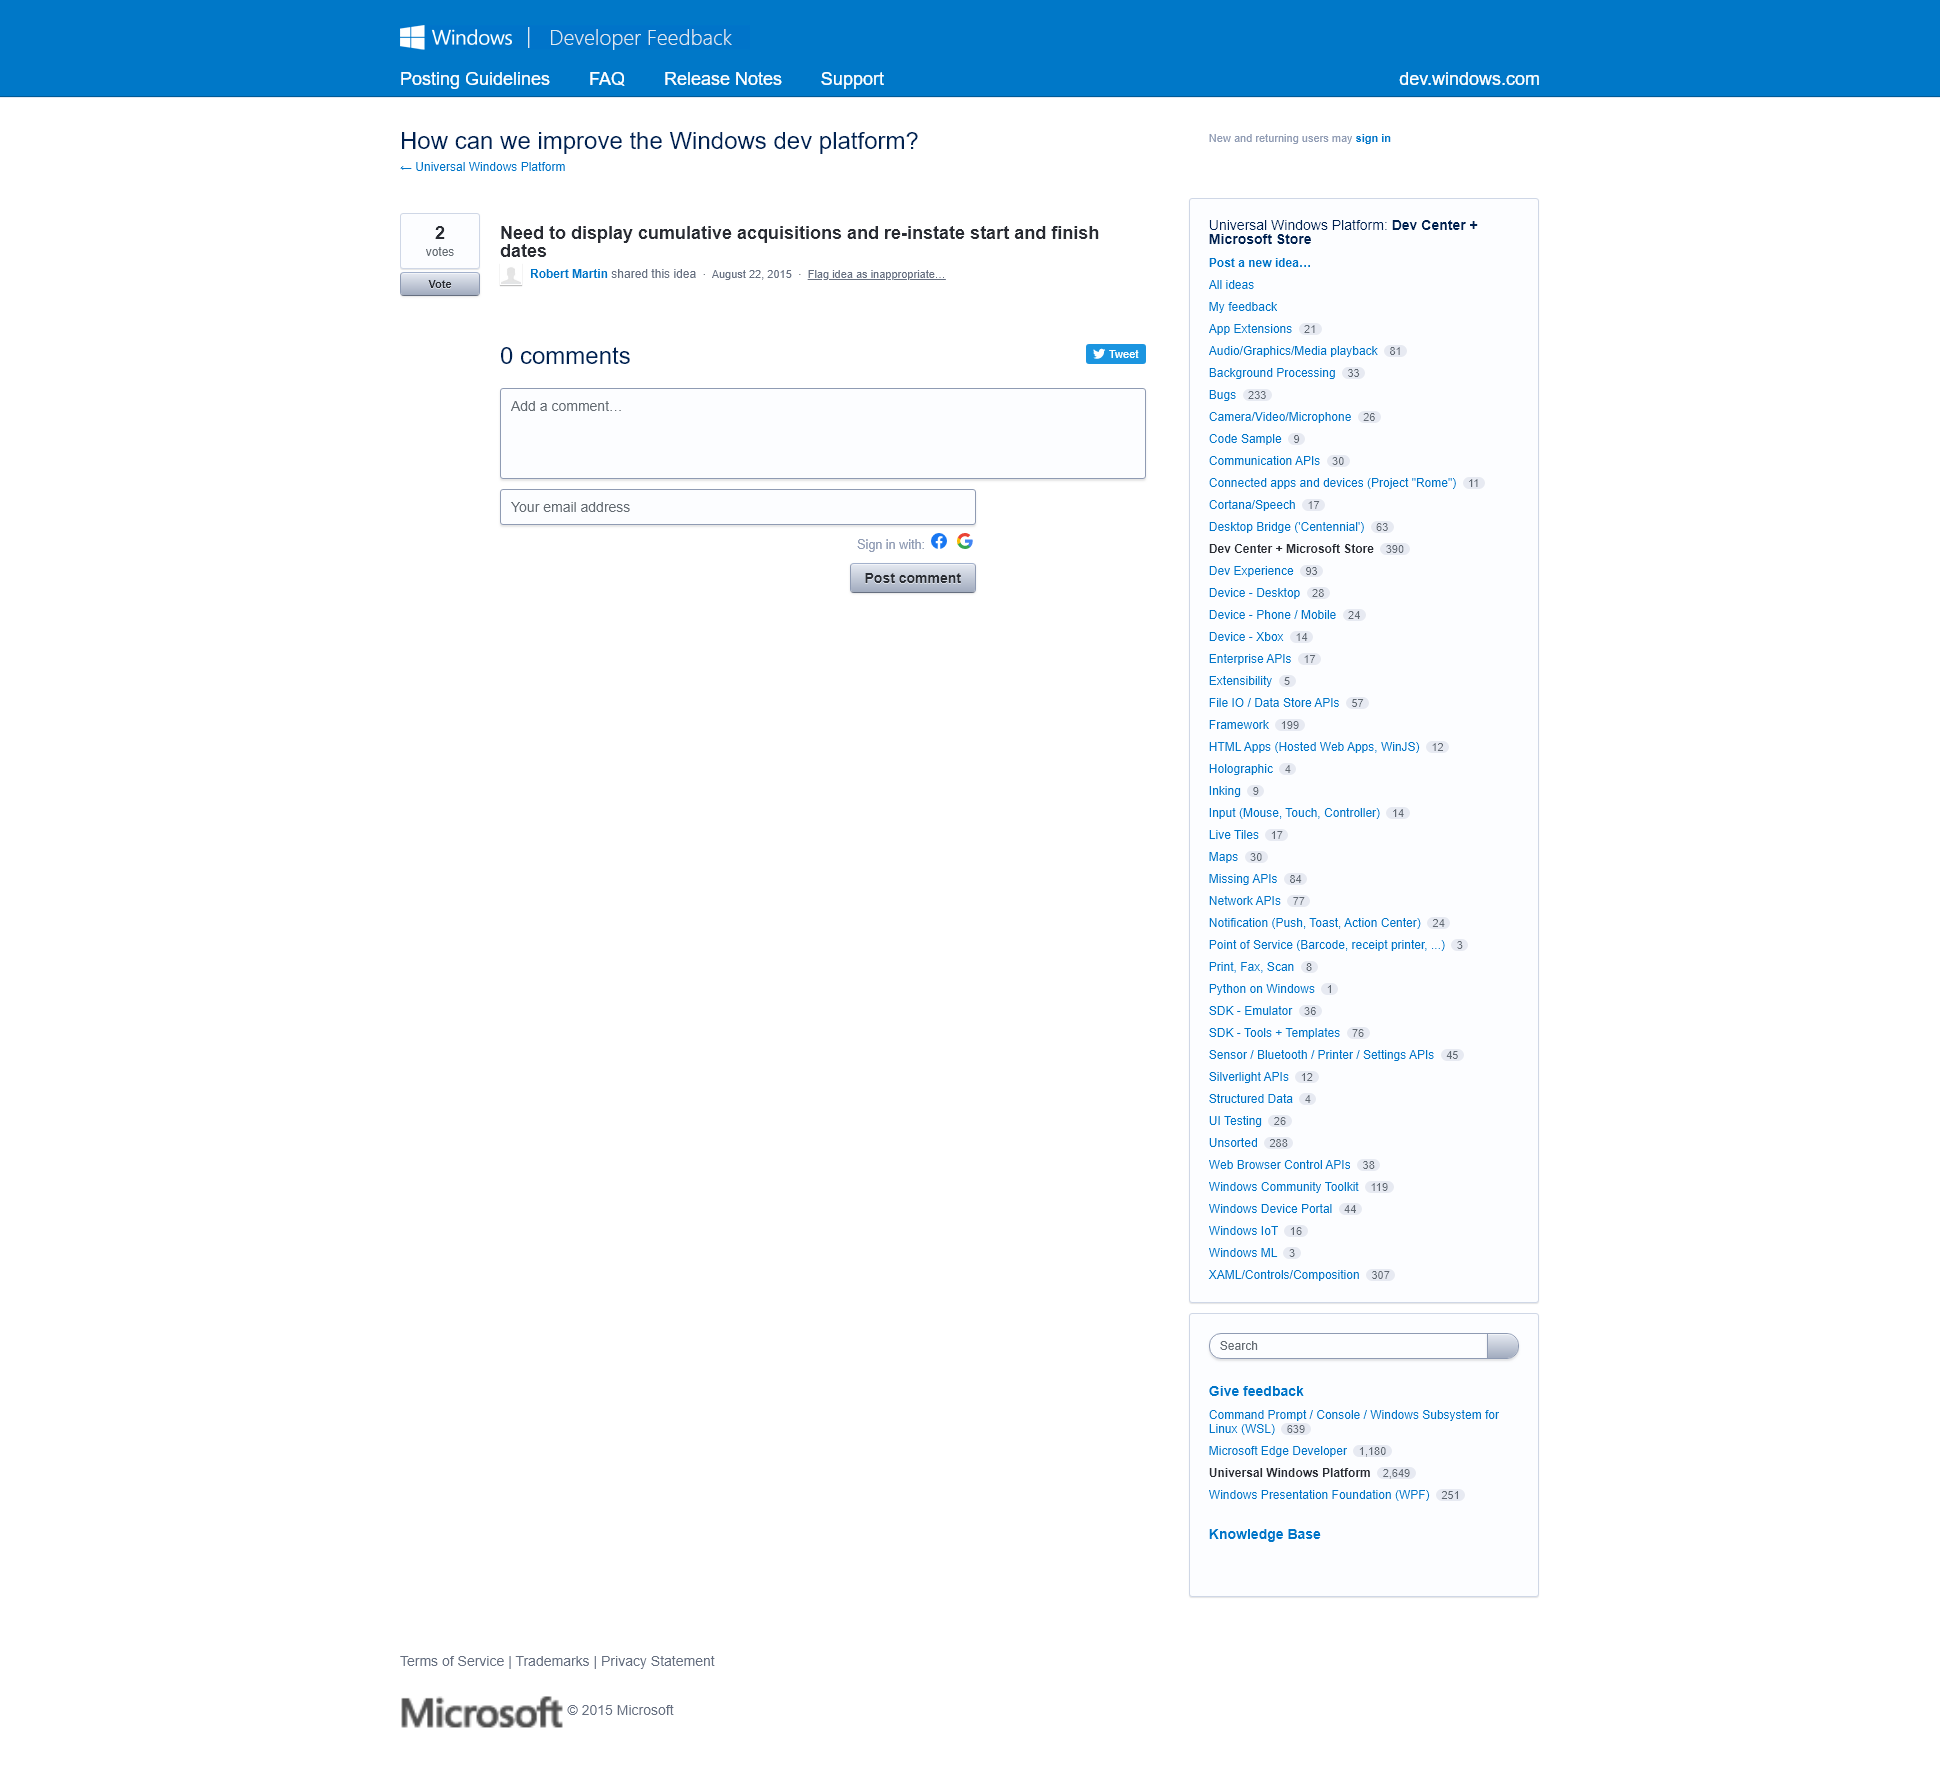 Windows | Developer Feedback
Posting Guidelines FAQ Release Notes Support dev.windows.com
How can we improve the Windows dev platform?
← Universal Windows Platform
New and returning users may sign in
2
votes
Vote
Need to display cumulative acquisitions and re-instate start and finish
dates
Robert Martin shared this idea · August 22, 2015 · Flag idea as inappropriate…
0 comments
Tweet
Add a comment…
Your email address
Sign in with:
Post comment
Universal Windows Platform: Dev Center +
Microsoft Store
Post a new idea…
All ideas
My feedback
App Extensions 21
Audio/Graphics/Media playback 81
Background Processing 33
Bugs 233
Camera/Video/Microphone 26
Code Sample 9
Communication APIs 30
Connected apps and devices (Project "Rome") 11
Cortana/Speech 17
Desktop Bridge ('Centennial') 63
Dev Center + Microsoft Store 390
Dev Experience 93
Device - Desktop 28
Device - Phone / Mobile 24
Device - Xbox 14
Enterprise APIs 17
Extensibility 5
File IO / Data Store APIs 57
Framework 199
HTML Apps (Hosted Web Apps, WinJS) 12
Holographic 4
Inking 9
Input (Mouse, Touch, Controller) 14
Live Tiles 17
Maps 30
Missing APIs 84
Network APIs 77
Notification (Push, Toast, Action Center) 24
Point of Service (Barcode, receipt printer, ...) 3
Print, Fax, Scan 8
Python on Windows 1
SDK - Emulator 36
SDK - Tools + Templates 76
Sensor / Bluetooth / Printer / Settings APIs 45
Silverlight APIs 12
Structured Data 4
UI Testing 26
Unsorted 288
Web Browser Control APIs 38
Windows Community Toolkit 119
Windows Device Portal 44
Windows IoT 16
Windows ML 3
XAML/Controls/Composition 307
Search
Give feedback
Command Prompt / Console / Windows Subsystem for
Linux (WSL) 639
Microsoft Edge Developer 1,180
Universal Windows Platform 2,649
Windows Presentation Foundation (WPF) 251
Knowledge Base
Terms of Service | Trademarks | Privacy Statement
Microsoft © 2015 Microsoft